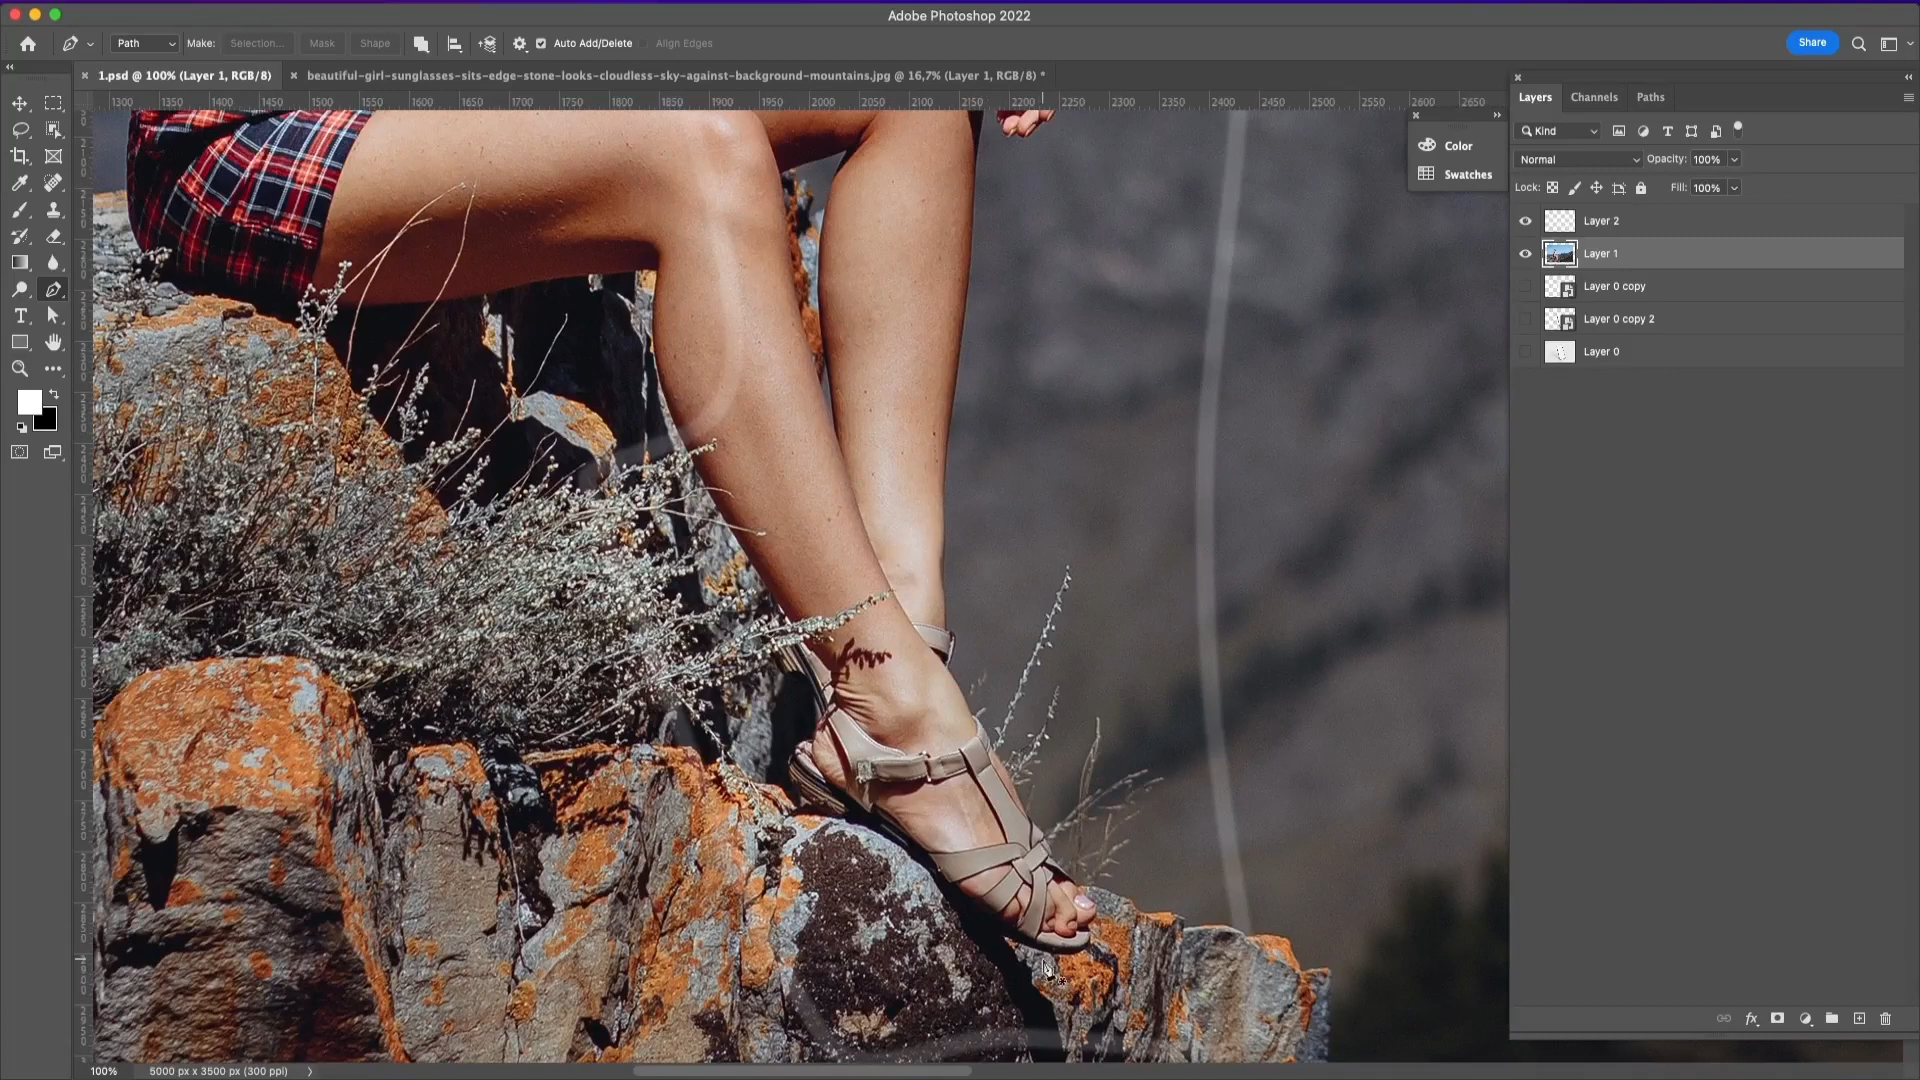 Adobe Photoshop 2022
Path Make: Selection... Mask Shape Auto Add/Delete Align Edges Share
1.psd @ 100% (Layer 1, RGB/8) beautiful-girl-sunglasses-sits-edge-stone-looks-cloudless-sky-against-background-mountains.jpg @ 16,7% (Layer 1, RGB/8) *
1300 1350 1400 1450 1500 1550 1600 1650 1700 1750 1800 1850 1900 1950 2000 2050 2100 2150 2200 2250 2300 2350 2400 2450 2500 2550 2600 2650
Layers Channels Paths
Kind
Color
Normal Opacity: 100%
Swatches
Lock: Fill: 100%
Layer 2
Layer 1
Layer 0 copy
Layer 0 copy 2
Layer 0
100% 5000 px x 3500 px (300 ppi)